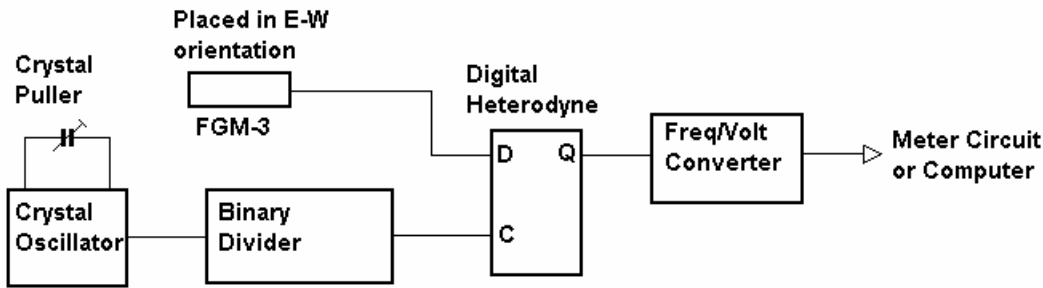 Placed in E-W
orientation
Crystal
Puller
FGM-3
Digital
Heterodyne
D
Q
C
Crystal
Oscillator
Binary
Divider
Freq/Volt
Converter
Meter Circuit
or Computer